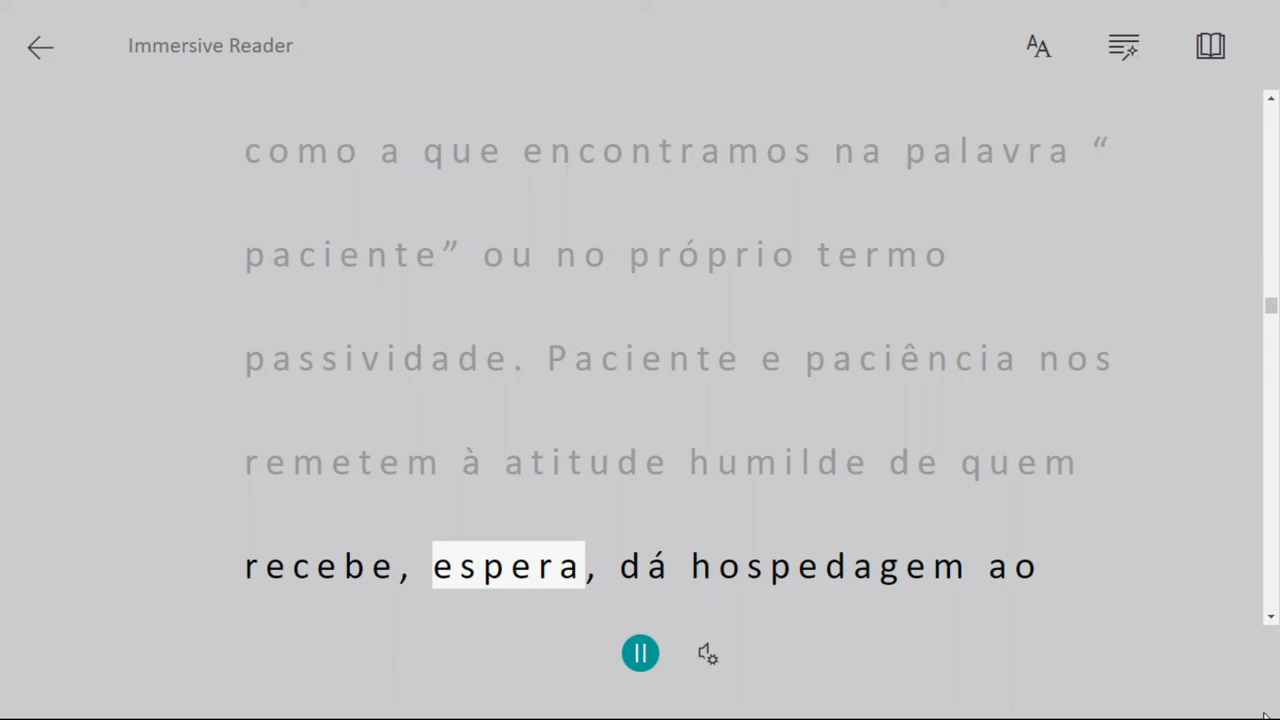 Immersive Reader
como a que encontramos na palavra “
paciente” ou no próprio termo
passividade. Paciente e paciência nos
remetem à atitude humilde de quem
recebe, espera, dá hospedagem ao